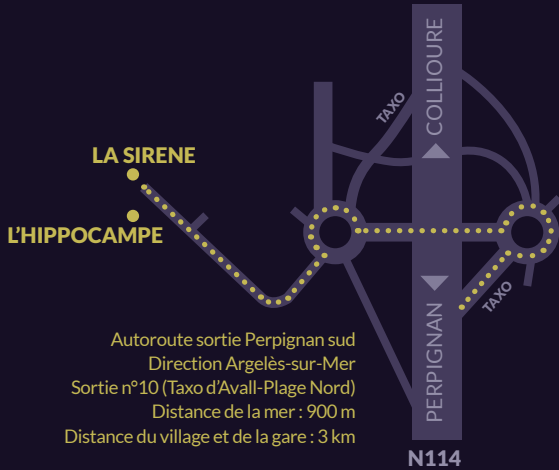 COLLIOURE
TAXO
LA SIRENE
L'HIPPOCAMPE
TAXO
PERPIGNAN
Autoroute sortie Perpignan sud
Direction Argelès-sur-Mer
Sortie n°10 (Taxo d'Avall-Plage Nord)
Distance de la mer : 900 m
Distance du village et de la gare : 3 km
N114